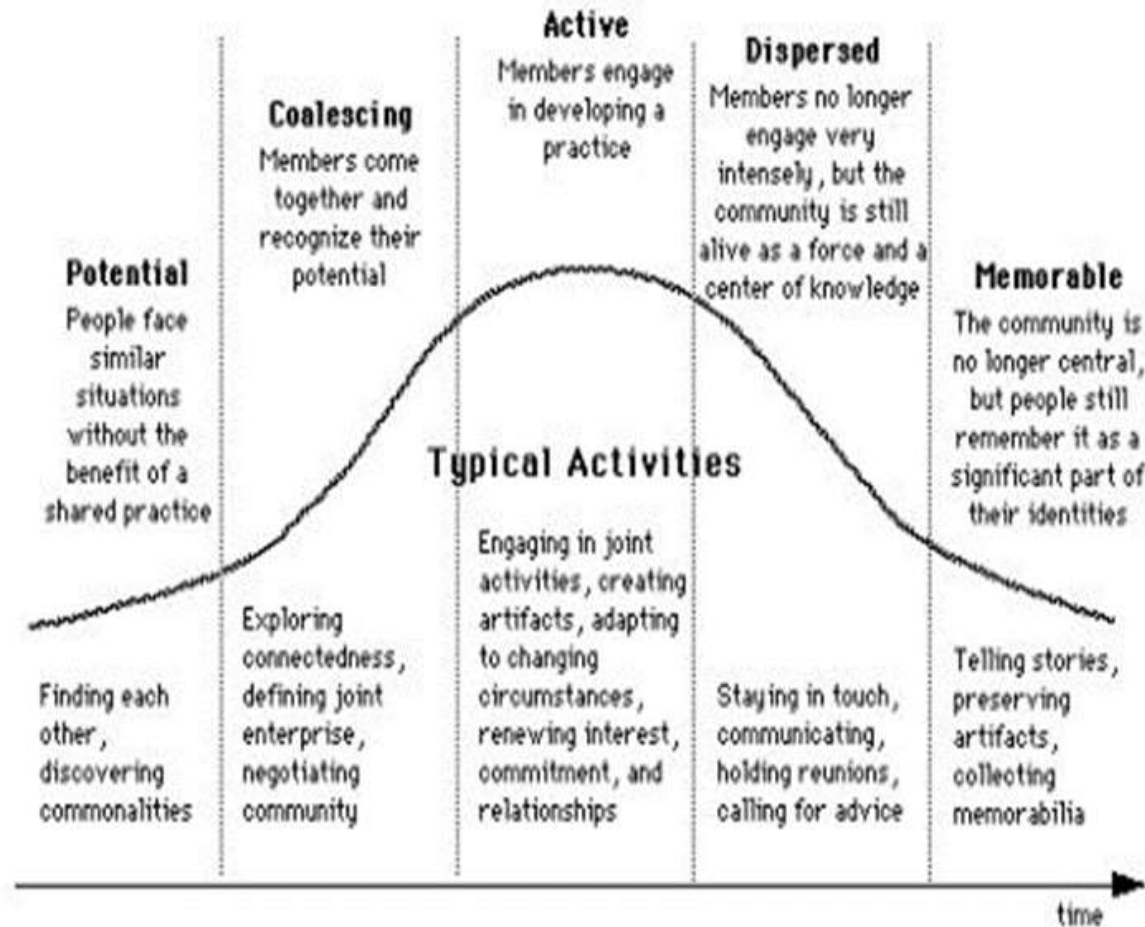 Potential
People face
similar
situations
without the
benefit of a
shared practice
Coalescing
Members come
together and
recognize their
potential
Active
Members engage
in developing a
practice
Dispersed
Members no longer
engage very
intensely, but the
community is still
alive as a force and a
center of knowledge
Memorable
The community is
no longer central,
but people still
remember it as a
significant part of
their identities
Typical Activities
Finding each
other,
discovering
commonalities
Exploring
connectedness,
defining joint
enterprise,
negotiating
community
Engaging in joint
activities, creating
artifacts, adapting
to changing
circumstances,
renewing interest,
commitment, and
relationships
Staying in touch,
communicating,
holding reunions,
calling for advice
Telling stories,
preserving
artifacts,
collecting
memorabilia
time